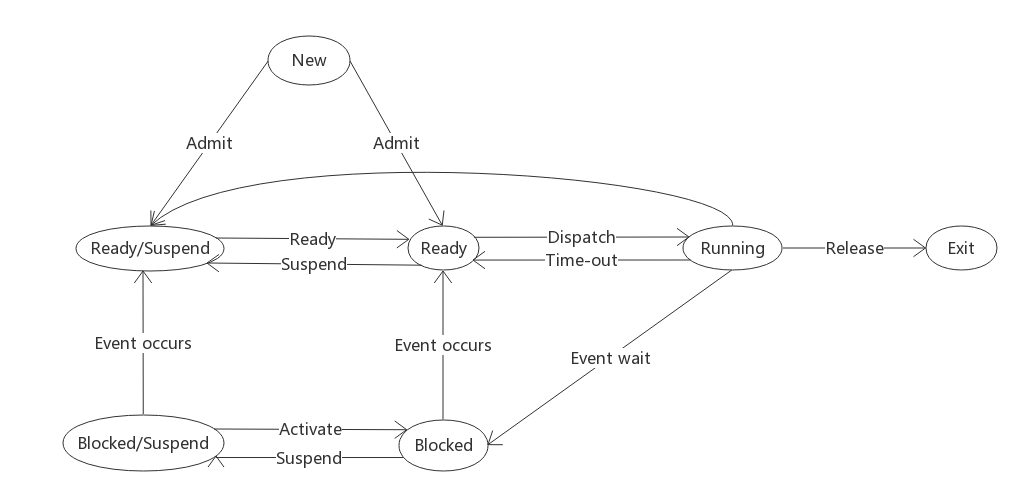 New
Admit
Admit
Ready/Suspend
Ready
Suspend
Ready
Dispatch
Time-out
Running
Release
Exit
Event occurs
Event occurs
Event wait
Blocked/Suspend
Activate
Suspend
Blocked